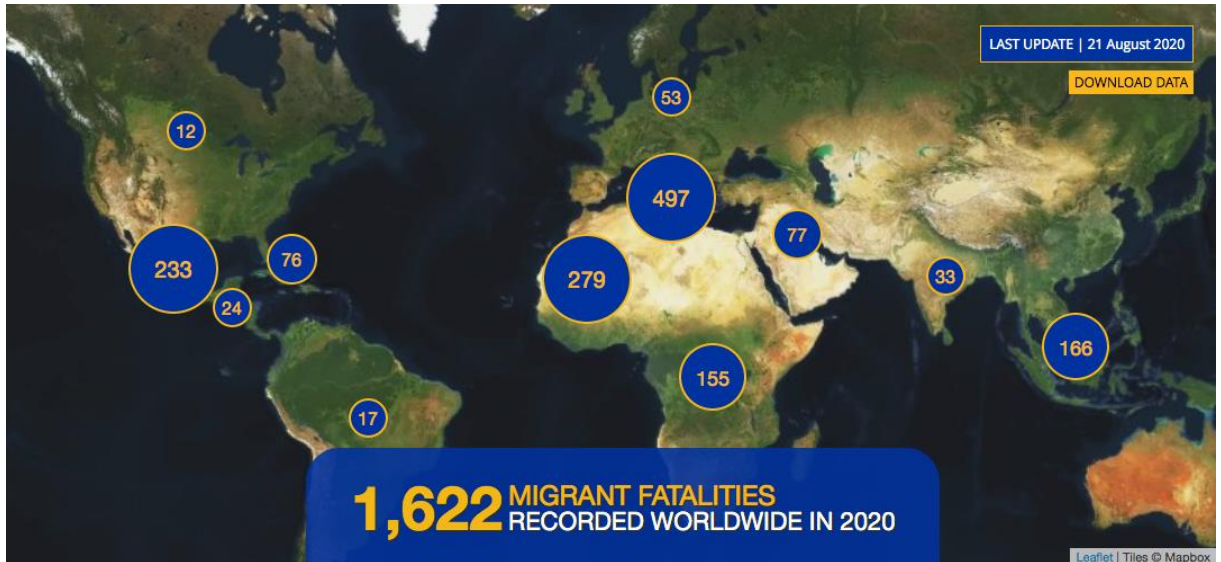 LAST UPDATE | 21 August 2020
DOWNLOAD DATA
53
12
497
77
76
233
279
33
24
166
155
17
1,622 MIGRANT FATALITIES
RECORDED WORLDWIDE IN 2020
Leaflet | Tiles © Mapbox